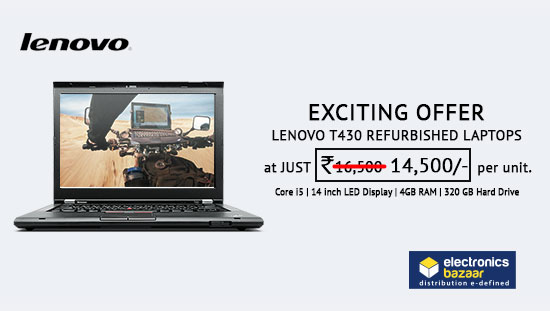 lenovo
EXCITING OFFER
LENOVO T430 REFURBISHED LAPTOPS
at JUST ₹16,500 14,500/- per unit.
Core i5 | 14 inch LED Display | 4GB RAM | 320 GB Hard Drive
electronics
bazaar
distribution e-defined